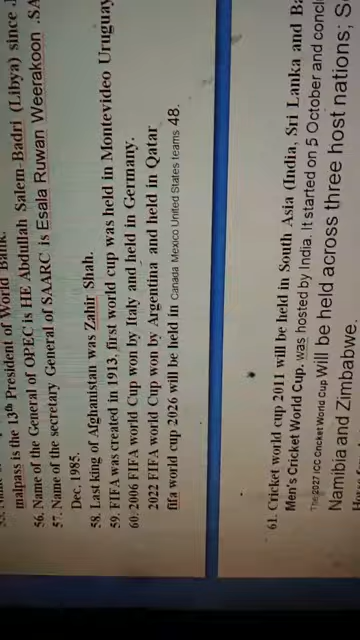 malpass is the 13th President of World Bank.
56. Name of the General of OPEC is HE Abdullah Salem-Badri (Libya) since
57. Name of the secretary General of SAARC is Esala Ruwan Weerakoon .SA
Dec. 1985.
58. Last king of Afghanistan was Zahir Shah.
59. FIFA was created in 1913, first world cup was held in Montevideo Uruguay
60. 2006 FIFA world Cup won by Italy and held in Germany.
2022 FIFA world Cup won by Argentina and held in Qatar
fifa world cup 2026 will be held in Canada Mexico United States teams 48.
61. Cricket world cup 2011 will be held in South Asia (India, Sri Lanka and Ba
Men's Cricket World Cup. was hosted by India. It started on 5 October and concl
The 2027 ICC Cricket World Cup will be held across three host nations; S
Namibia and Zimbabwe.